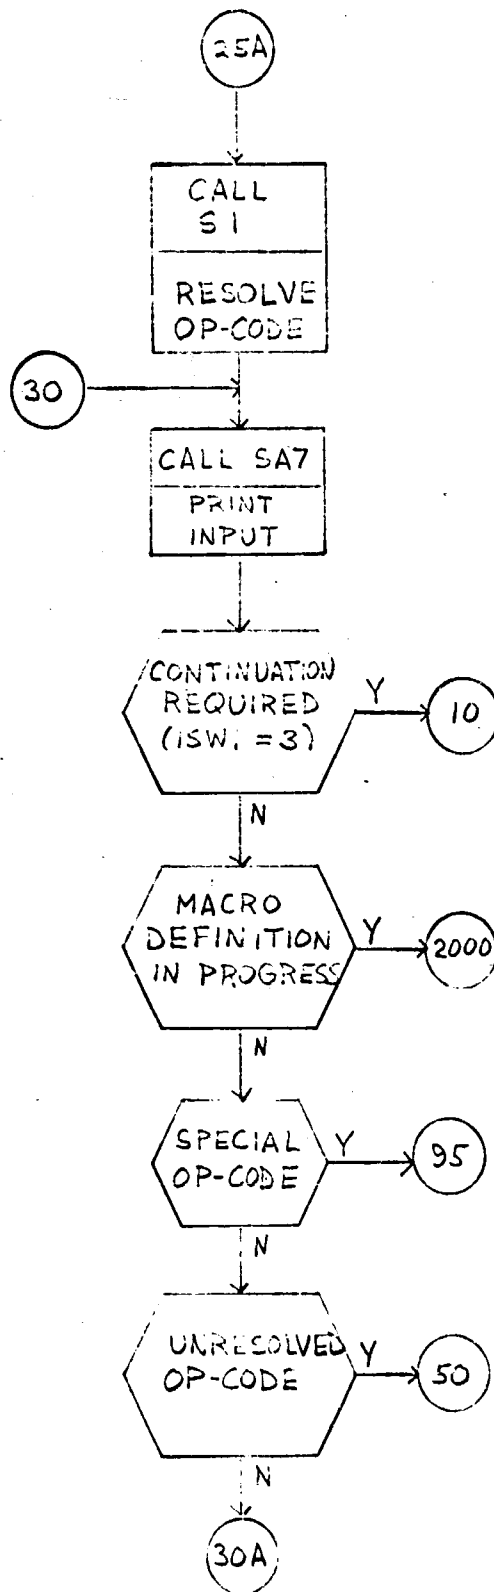 25A
CALL
S1
RESOLVE
OP-CODE
30
CALL SA7
PRINT
INPUT
CONTINUATION
REQUIRED
(ISW1 = 3)
Y
10
N
MACRO
DEFINITION
IN PROGRESS
Y
2000
N
SPECIAL
OP-CODE
Y
95
N
UNRESOLVED
OP-CODE
Y
50
N
30A